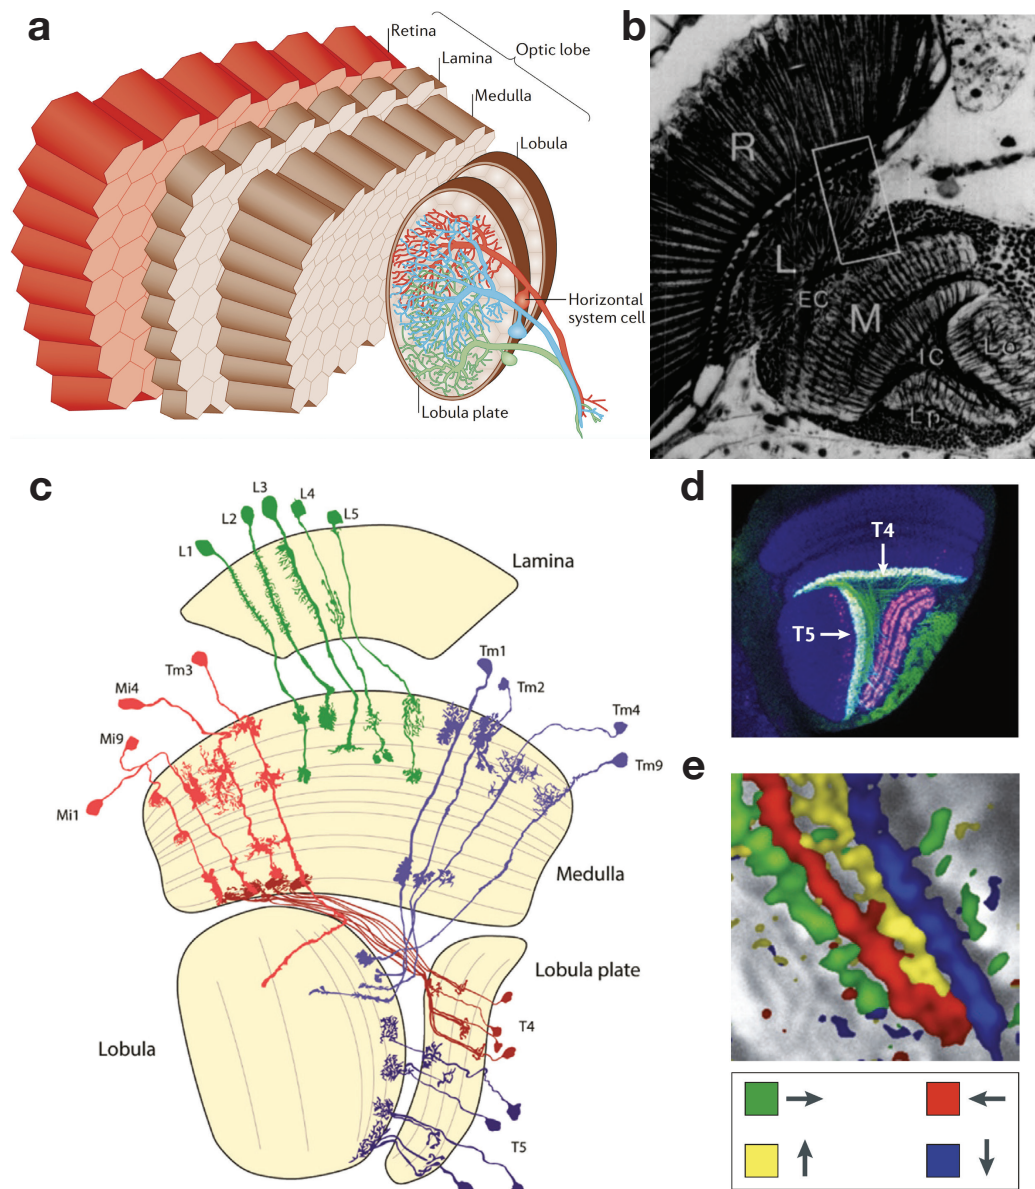 a
Retina
Optic lobe
Lamina
Medulla
Lobula
Horizontal
system cell
Lobula plate
b
R
L
EC
M
IC
Lo
Lp
c
L1
L2
L3
L4
L5
Lamina
Tm3
Mi4
Mi9
Mi1
Tm1
Tm2
Tm4
Tm9
Medulla
Lobula plate
Lobula
T4
T5
d
T4
T5
e